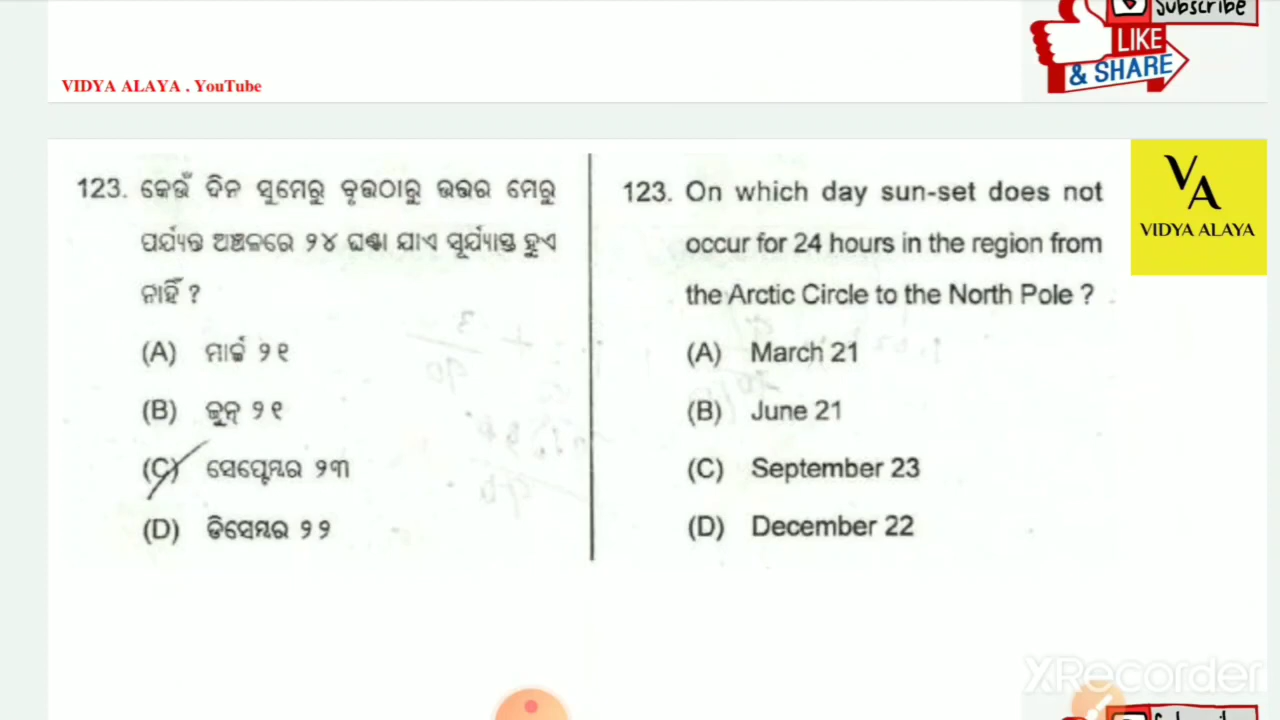 Subscribe
LIKE
& SHARE
VIDYA ALAYA . YouTube
123. କେଉଁ ଦିନ ସୁମେରୁ ବୃତ୍ତଠାରୁ ଉତ୍ତର ମେରୁ
ପର୍ଯ୍ୟନ୍ତ ଅଞ୍ଚଳରେ ୨୪ ଘଣ୍ଟା ଯାଏ ସୂର୍ଯ୍ୟାସ୍ତ ହୁଏ
ନାହିଁ ?
(A) ମାର୍ଚ୍ଚ ୨୧
(B) ଜୁନ୍ ୨୧
(C) ସେପ୍ଟେମ୍ବର ୨୩
(D) ଡିସେମ୍ବର ୨୨
123. On which day sun-set does not
occur for 24 hours in the region from
the Arctic Circle to the North Pole ?
(A) March 21
(B) June 21
(C) September 23
(D) December 22
VA
VIDYA ALAYA
XRecorder